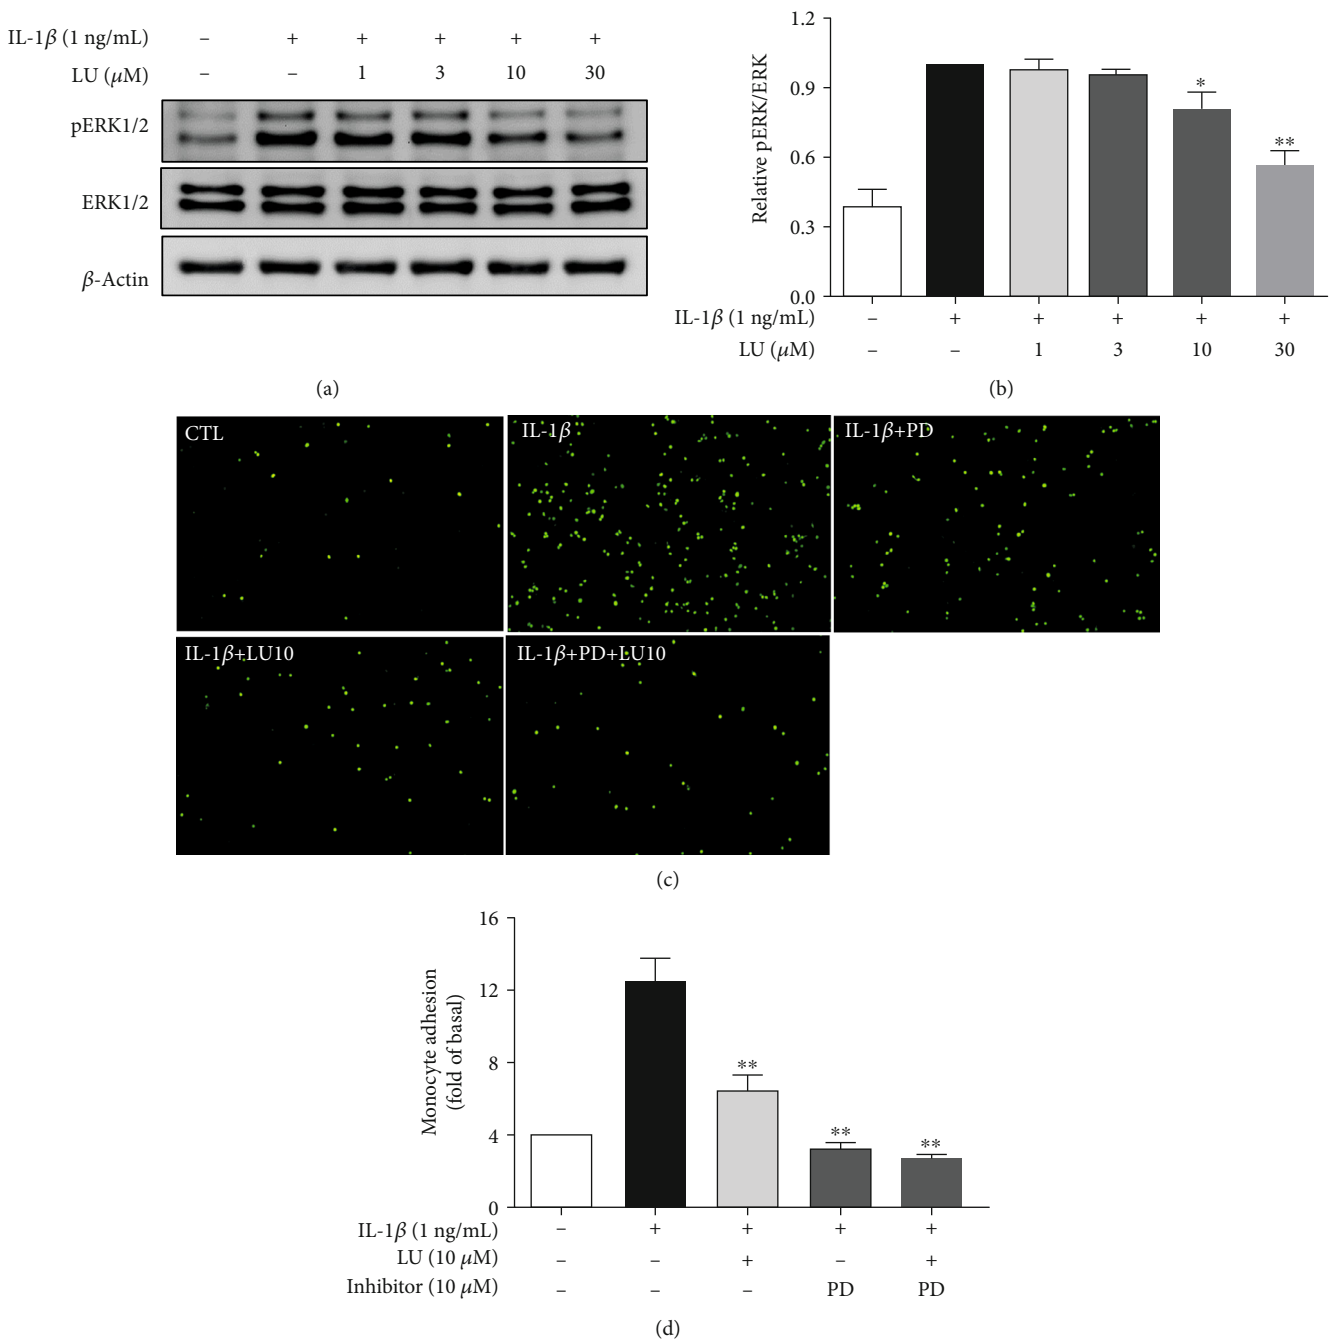 IL-1β (1 ng/mL) – + + + + +
LU (μM) – – 1 3 10 30
pERK1/2
ERK1/2
β-Actin
(a)
Relative pERK/ERK
1.2
0.9
0.6
0.3
0.0
*
**
IL-1β (1 ng/mL) – + + + + +
LU (μM) – – 1 3 10 30
(b)
CTL
IL-1β
IL-1β+PD
IL-1β+LU10
IL-1β+PD+LU10
(c)
Monocyte adhesion
(fold of basal)
16
12
8
4
0
**
**
**
IL-1β (1 ng/mL) – + + + +
LU (10 μM) – – + – +
Inhibitor (10 μM) – – – PD PD
(d)